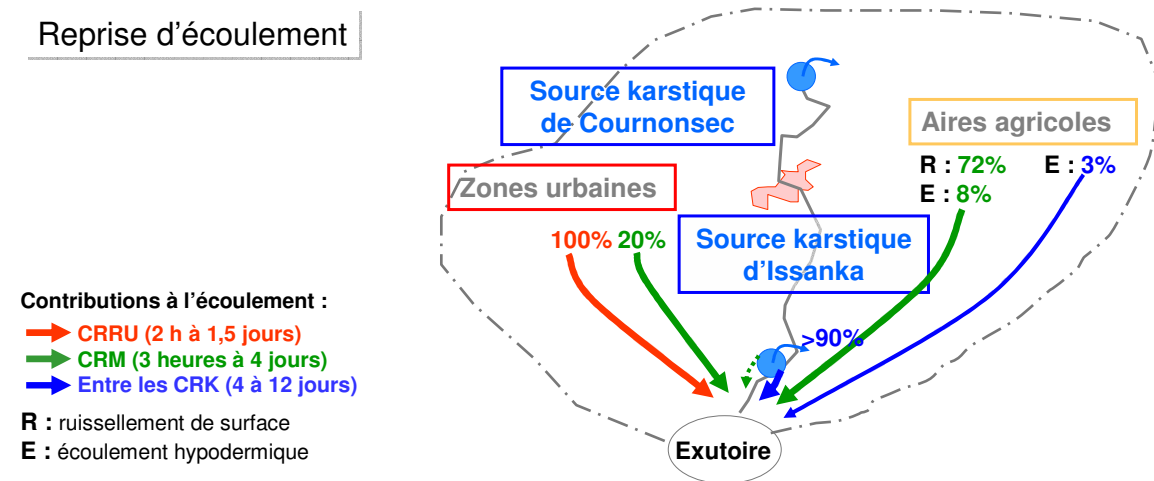 Reprise d'écoulement
Source karstique
de Cournonsec
Aires agricoles
R : 72%
E : 8%
E : 3%
Zones urbaines
100% 20%
Source karstique
d'Issanka
>90%
Contributions à l'écoulement :
CRRU (2 h à 1,5 jours)
CRM (3 heures à 4 jours)
Entre les CRK (4 à 12 jours)
R : ruissellement de surface
E : écoulement hypodermique
Exutoire